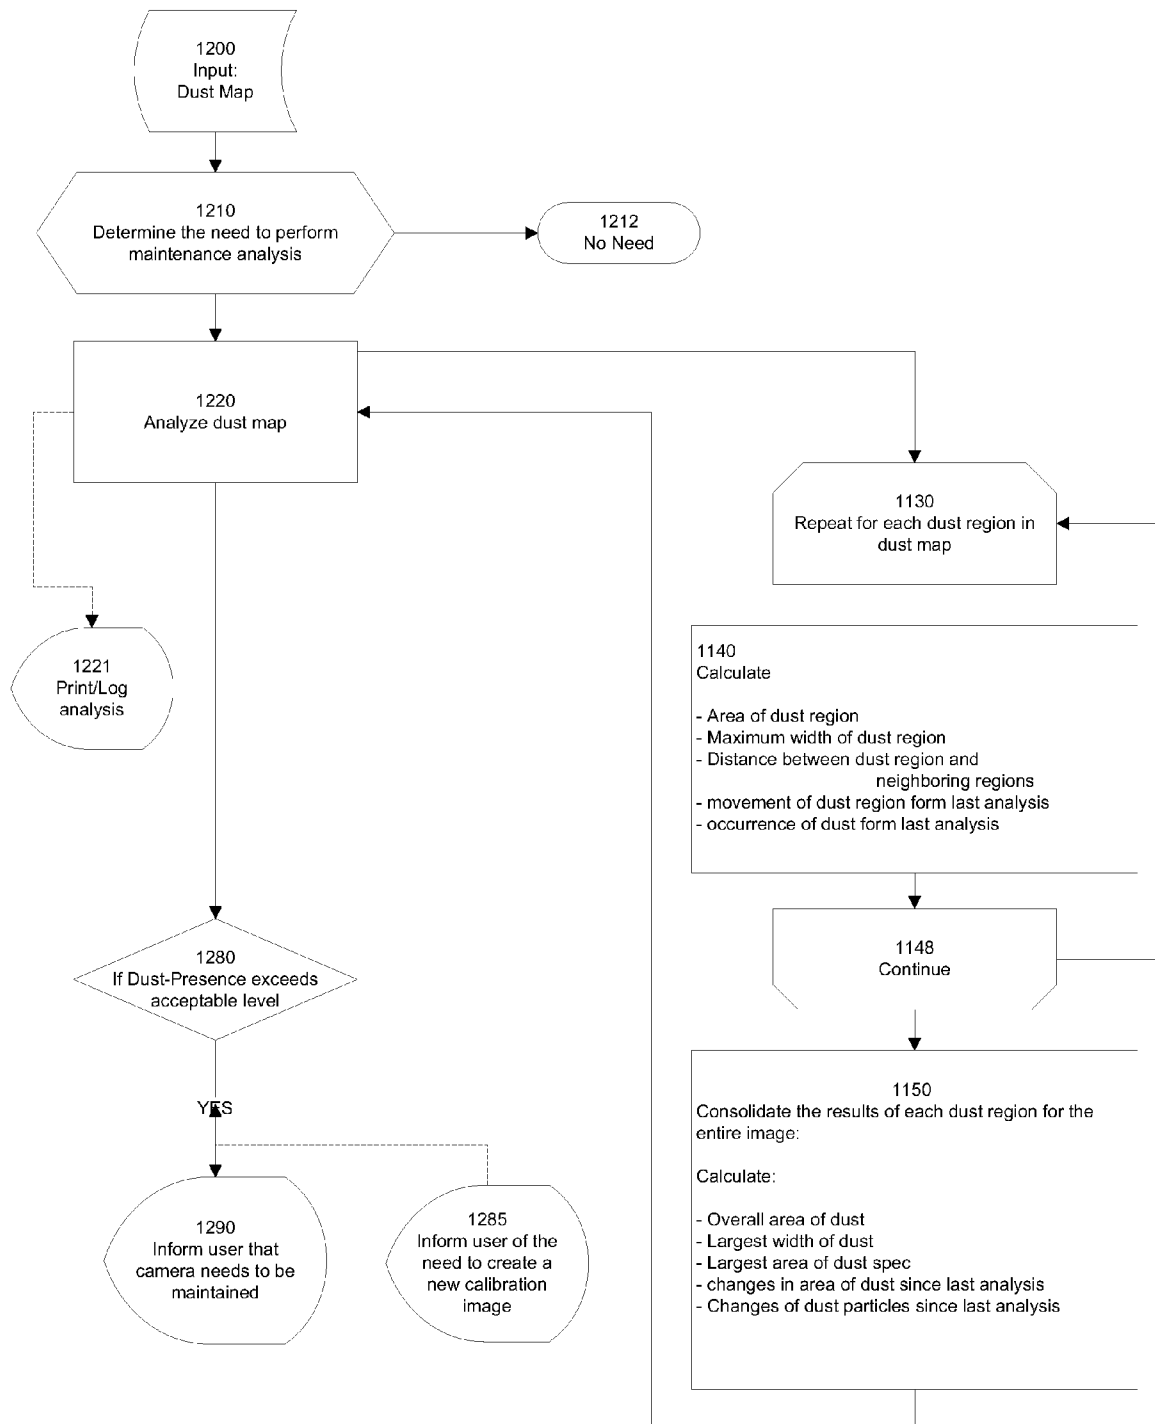 1200
Input:
Dust Map
1210
Determine the need to perform
maintenance analysis
1212
No Need
1220
Analyze dust map
1130
Repeat for each dust region in
dust map
1221
Print/Log
analysis
1140
Calculate
- Area of dust region
- Maximum width of dust region
- Distance between dust region and
neighboring regions
- movement of dust region form last analysis
- occurrence of dust form last analysis
1280
If Dust-Presence exceeds
acceptable level
1148
Continue
YES
1150
Consolidate the results of each dust region for the
entire image:
Calculate:
- Overall area of dust
- Largest width of dust
- Largest area of dust spec
- changes in area of dust since last analysis
- Changes of dust particles since last analysis
1290
Inform user that
camera needs to be
maintained
1285
Inform user of the
need to create a
new calibration
image